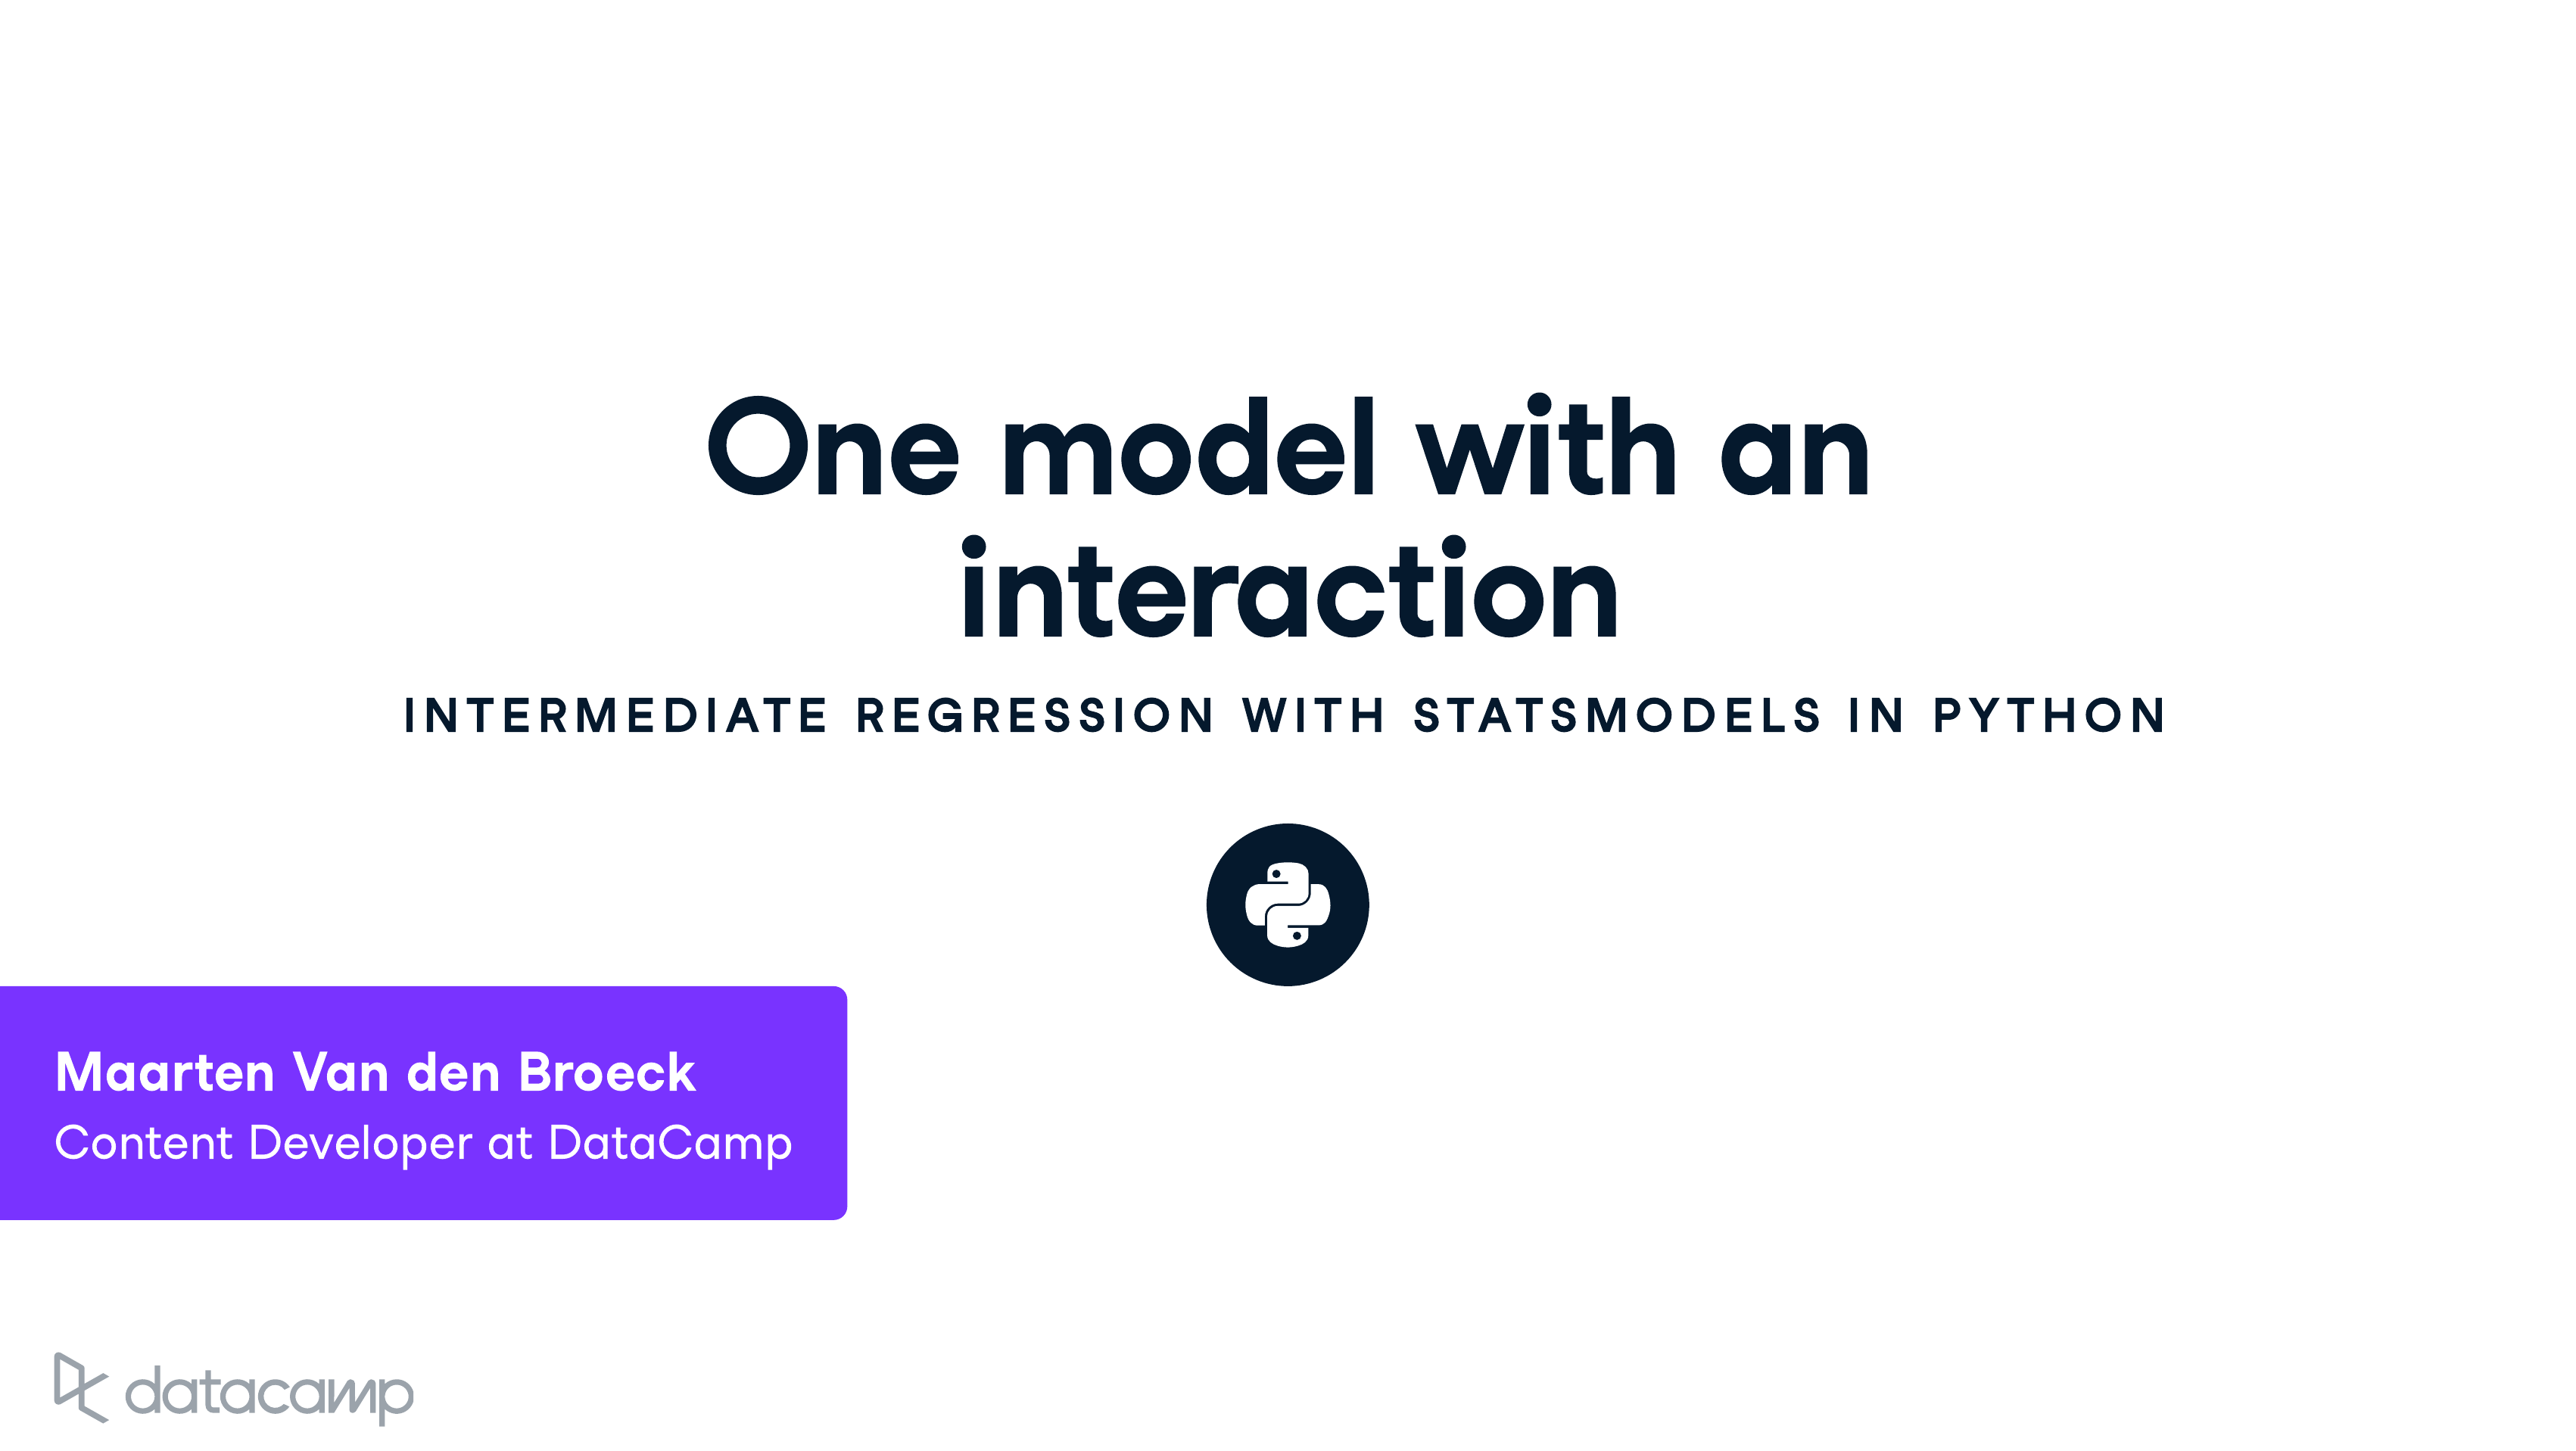 One model with an
interaction
INTERMEDIATE REGRESSION WITH STATSMODELS IN PYTHON
Maarten Van den Broeck
Content Developer at DataCamp
datacamp